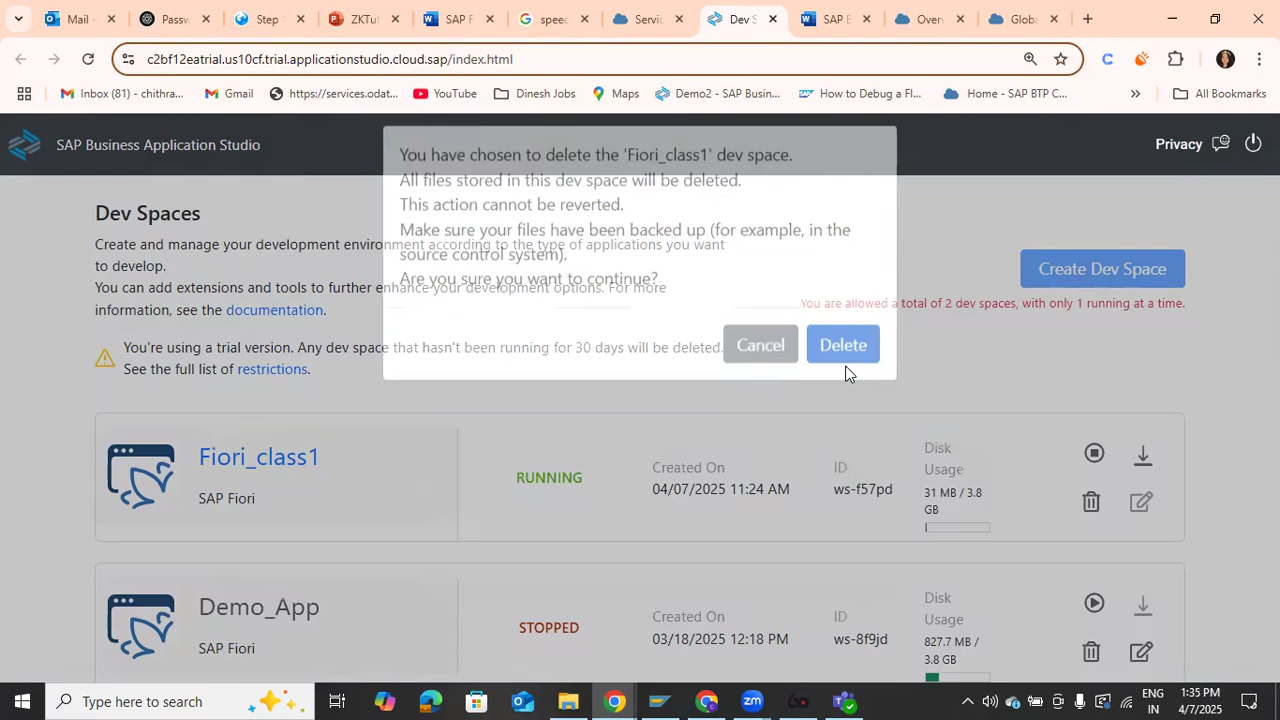 Mail -
Passw
Step
ZKTu
SAP F
speec
Servic
Dev S
SAP B
Over
Globa
c2bf12eatrial.us10cf.trial.applicationstudio.cloud.sap/index.html
Inbox (81) - chithra...
Gmail
https://services.odat...
YouTube
Dinesh Jobs
Maps
Demo2 - SAP Busin...
How to Debug a Fl...
Home - SAP BTP C...
All Bookmarks
SAP Business Application Studio
Privacy
You have chosen to delete the 'Fiori_class1' dev space.
All files stored in this dev space will be deleted.
This action cannot be reverted.
Make sure your files have been backed up (for example, in the
source control system).
Are you sure you want to continue?
Cancel
Delete
Dev Spaces
Create and manage your development environment according to the type of applications you want
to develop.
You can add extensions and tools to further enhance your development options. For more
information, see the documentation.
Create Dev Space
You are allowed a total of 2 dev spaces, with only 1 running at a time.
You're using a trial version. Any dev space that hasn't been running for 30 days will be deleted.
See the full list of restrictions.
Fiori_class1
SAP Fiori
RUNNING
Created On
04/07/2025 11:24 AM
ID
ws-f57pd
Disk
Usage
31 MB / 3.8
GB
Demo_App
SAP Fiori
STOPPED
Created On
03/18/2025 12:18 PM
ID
ws-8f9jd
Disk
Usage
827.7 MB /
3.8 GB
Type here to search
ENG
IN
1:35 PM
4/7/2025